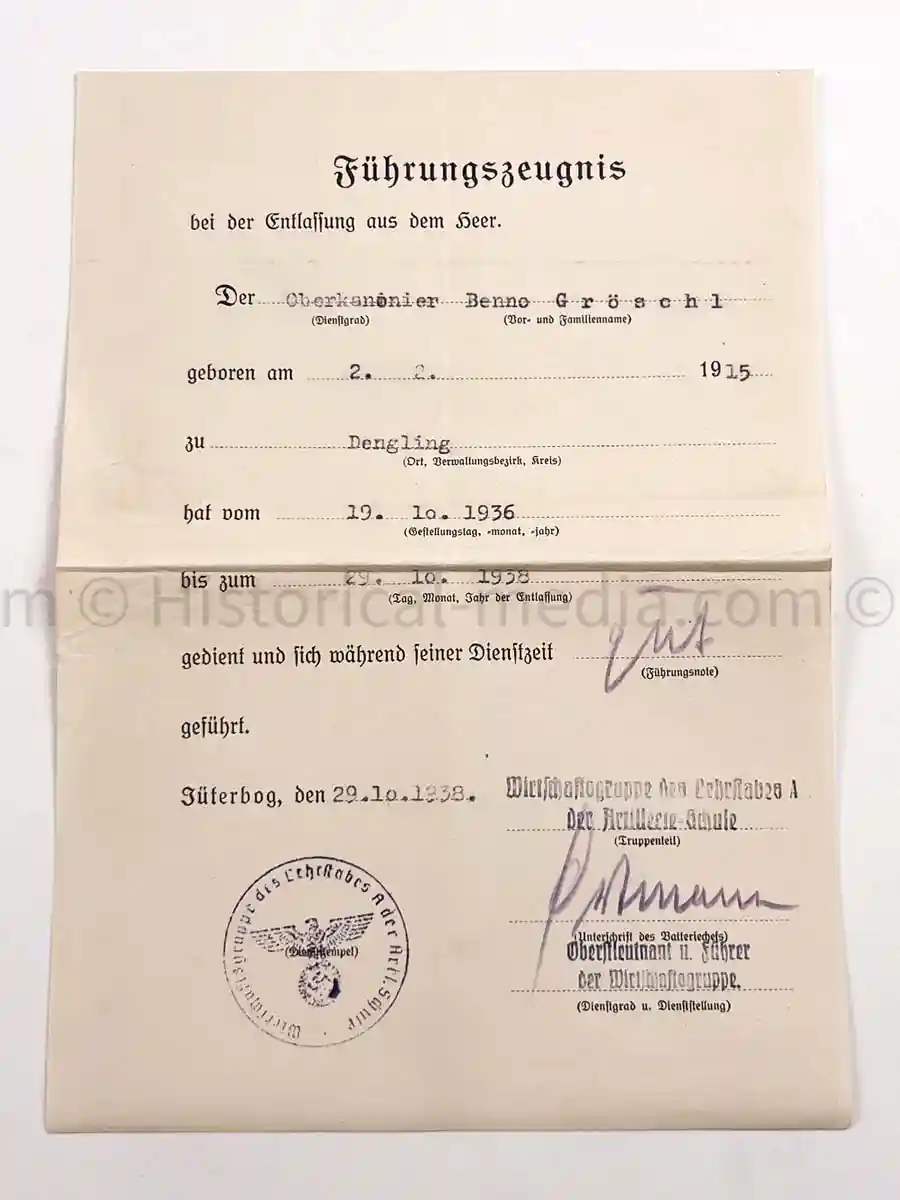 Führungszeugnis
bei der Entlassung aus dem Heer.
Der Oberkanonier Benno Gröschl
(Dienstgrad) (Vor- und Familienname)
geboren am 2. 2. 1915
zu Dengling
(Ort, Verwaltungsbezirk, Kreis)
hat vom 19. 10. 1936
(Gestellungstag, -monat, -jahr)
bis zum 29. 10. 1938
(Tag, Monat, Jahr der Entlassung)
m © Historical-media.com ©
gedient und sich während seiner Dienstzeit gut
(Führungsnote)
geführt.
Jüterbog, den 29.10.1938.
Wirtschaftsgruppe des Lehrstabes A
der Artillerie-Schule
(Truppenteil)
(Unterschrift des Batteriechefs)
Oberstleutnant u. Führer
der Wirtschaftsgruppe.
(Dienstgrad u. Dienststellung)
Wirtschaftsgruppe des Lehrstabes A der Artl. Schule
(Dienststempel)